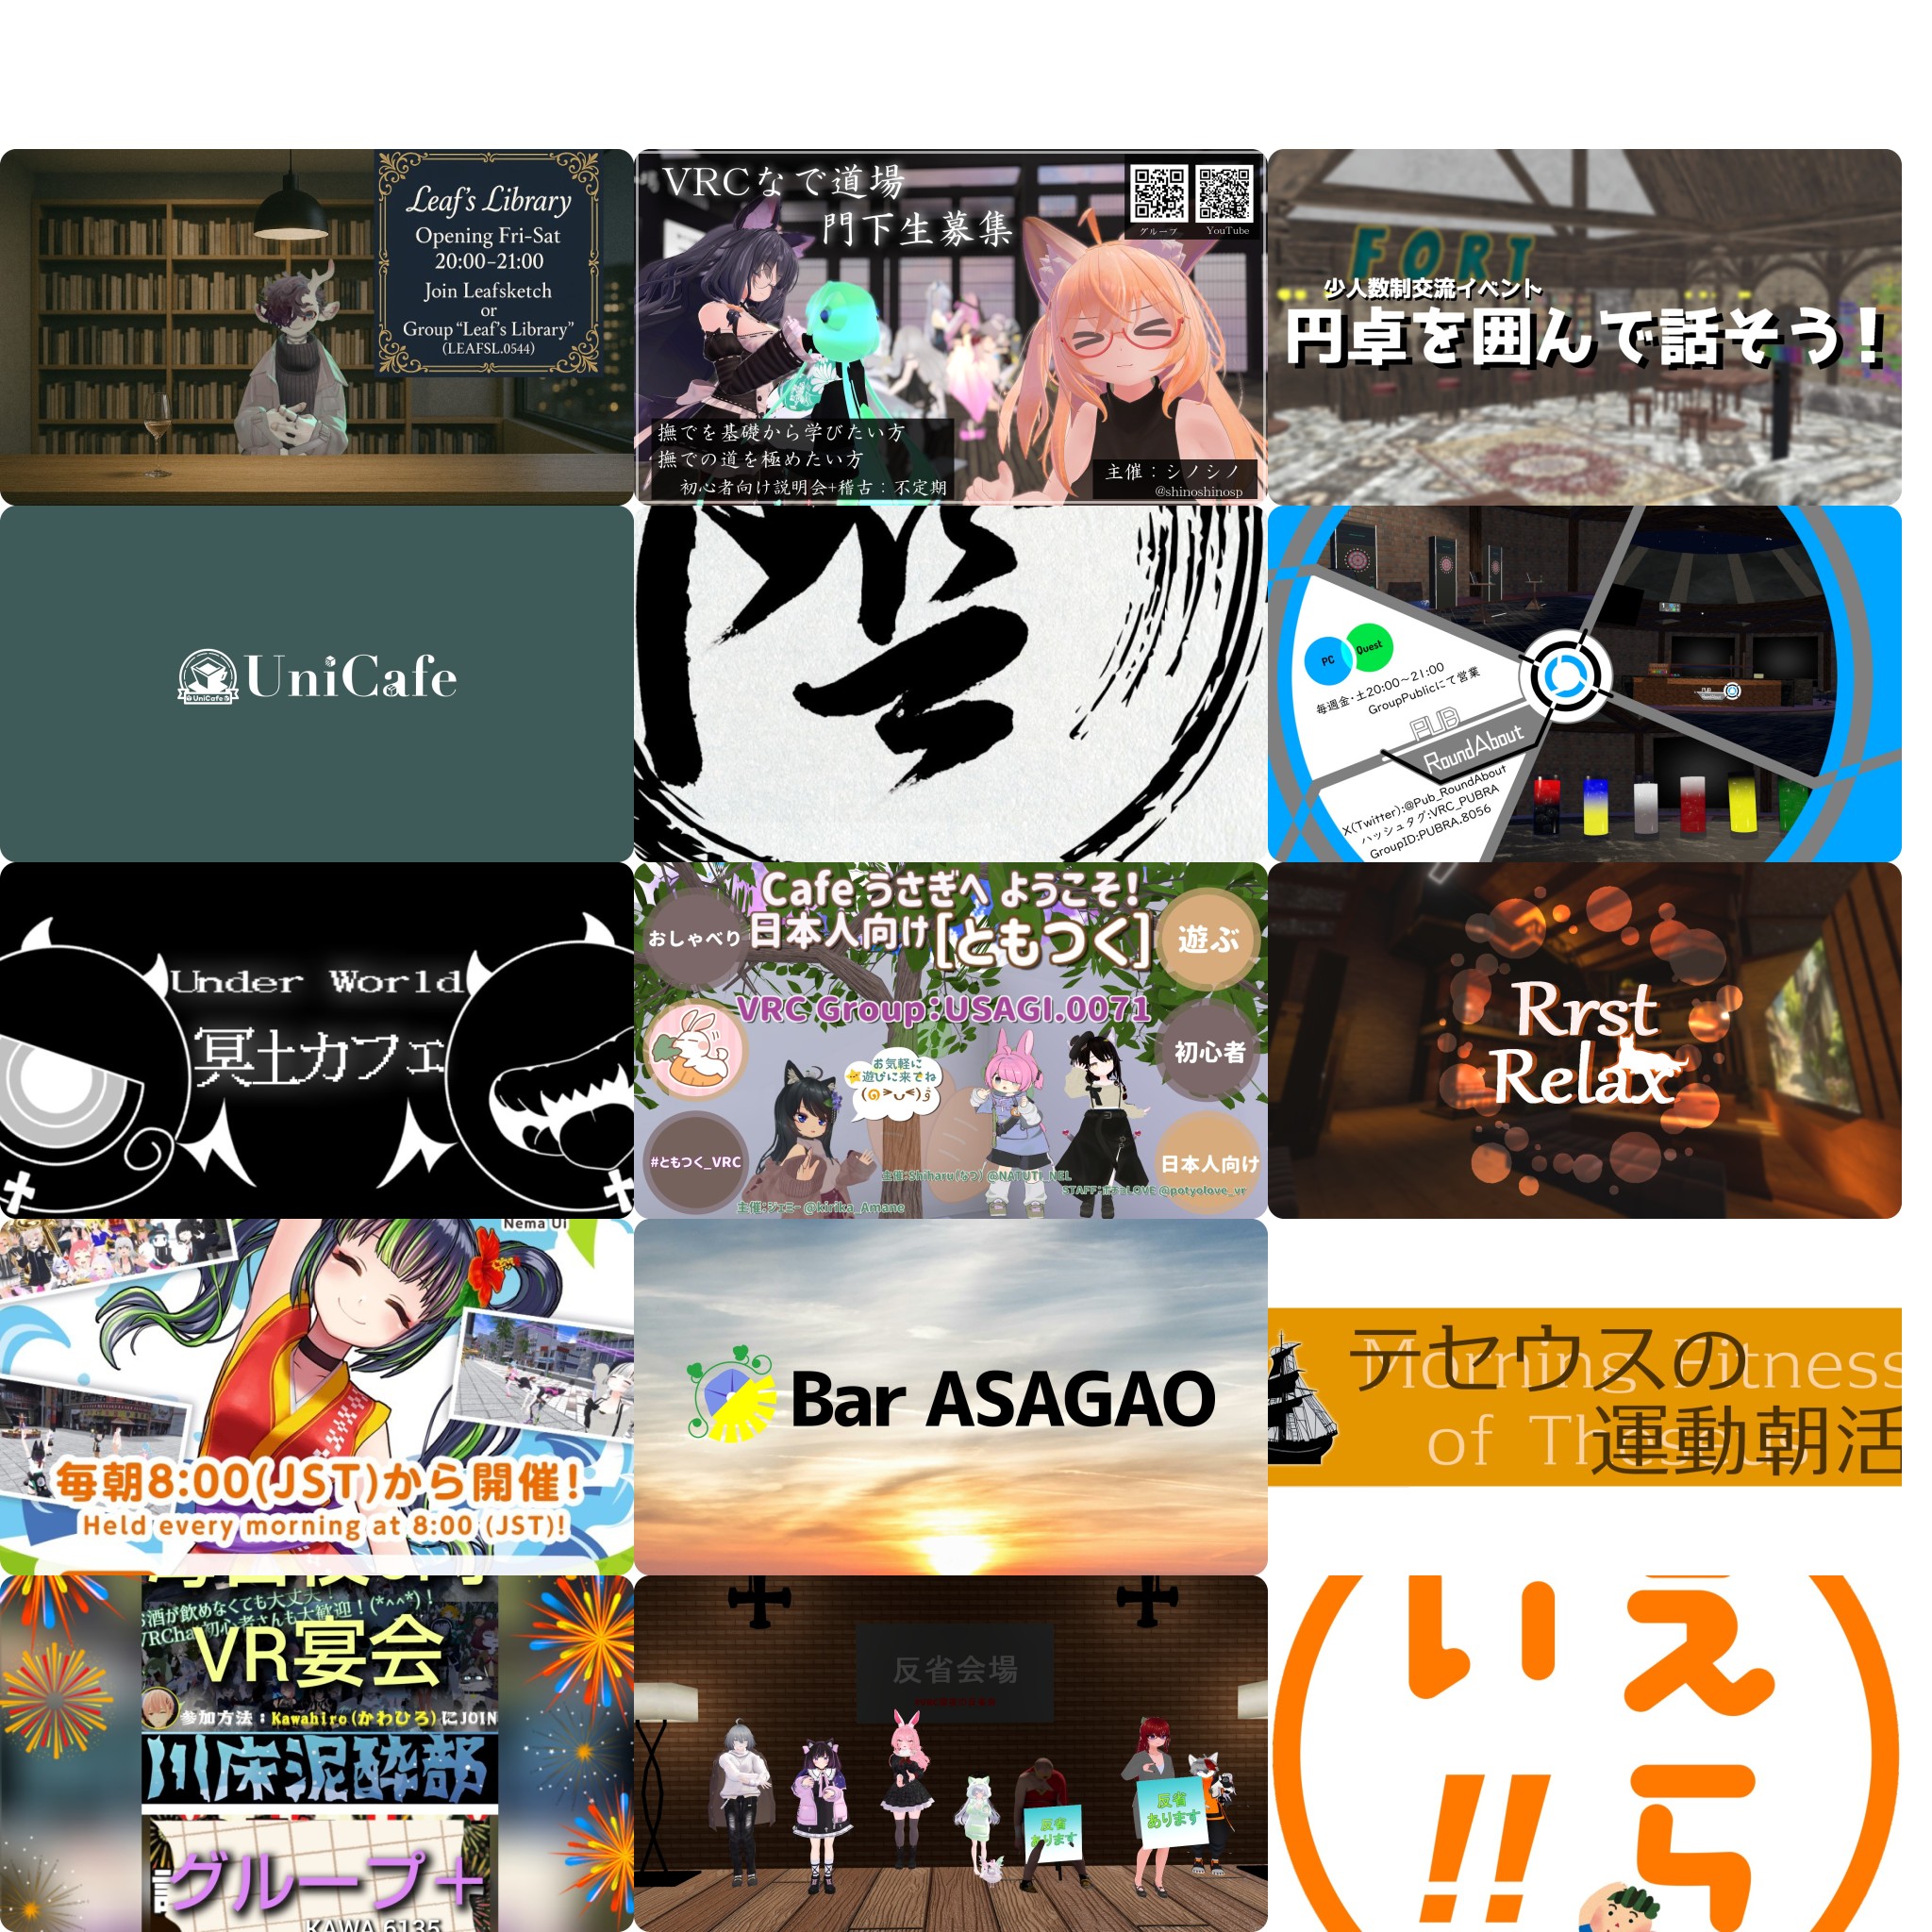 Leaf's Library
Opening Fri-Sat
20:00-21:00
Join Leafsketch
or
Group “Leaf's Library”
(LEAFSL.0544)
VRCなで道場
門下生募集
グループ
YouTube
撫でを基礎から学びたい方
撫での道を極めたい方
初心者向け説明会+稽古：不定期
主催：シノシノ
@shinoshinosp
FORT
少人数制交流イベント
円卓を囲んで話そう！
UniCafe
UniCafe
PC
Quest
毎週金・土20:00～21:00
GroupPublicにて営業
PUB
RoundAbout
X(Twitter):@Pub_RoundAbout
ハッシュタグ:VRC_PUBRA
GroupID:PUBRA.8056
Under World
冥土カフェ
Cafe うさぎへ ようこそ！
日本人向け[ともつく]
おしゃべり
遊ぶ
VRC Group:USAGI.0071
初心者
お気軽に
遊びに来てね
#ともつく_VRC
日本人向け
主催:Shiharu(なつ) @NATUTI_NEL
STAFF:ポチョLOVE @potyolove_vr
主催:ジェニー @kirika_Amane
Rrst
Relax
Nema Ui
毎朝8:00(JST)から開催！
Held every morning at 8:00 (JST)!
Bar ASAGAO
テセウスの
Morning Fitness
運動朝活
of Thes
お酒が飲めなくても大丈夫！
VRChat初心者さんも大歓迎！(*^^*)！
VR宴会
参加方法：Kawahiro(かわひろ)にJOIN
川床泥酔部
グループ＋
KAWA.6135
反省会場
反省
あります
反省
あります
いえら!!